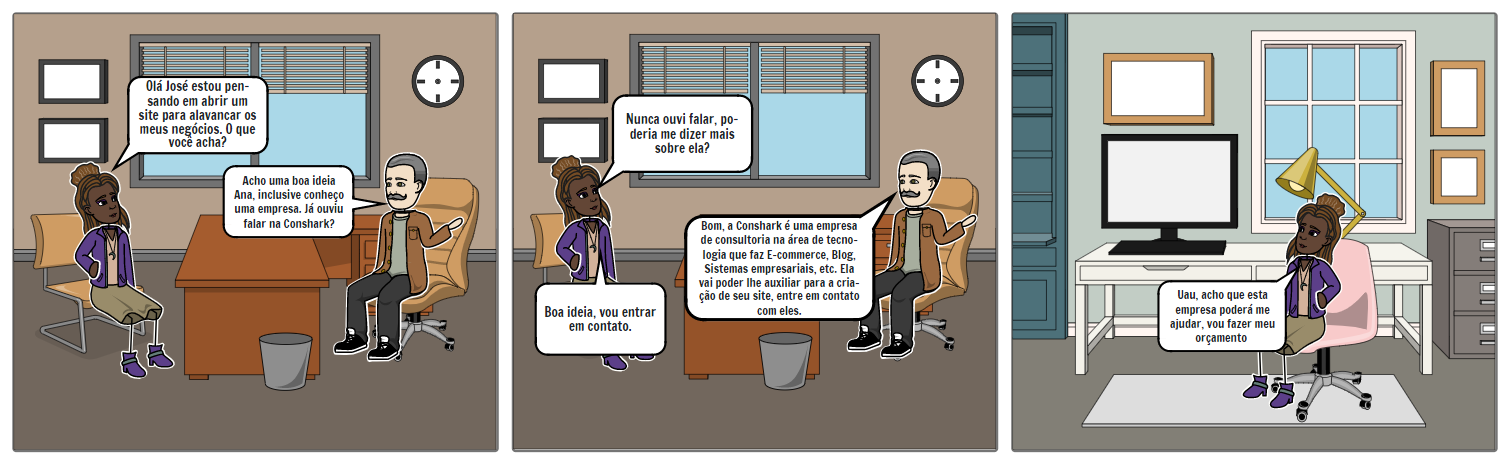 Olá José estou pen-
sando em abrir um
site para alavancar os
meus negócios. O que
você acha?
Acho uma boa ideia
Ana, inclusive conheço
uma empresa. Já ouviu
falar na Conshark?
Nunca ouvi falar, po-
deria me dizer mais
sobre ela?
Bom, a Conshark é uma empresa
de consultoria na área de tecno-
logia que faz E-commerce, Blog,
Sistemas empresariais, etc. Ela
vai poder lhe auxiliar para a cria-
ção de seu site, entre em contato
com eles.
Boa ideia, vou entrar
em contato.
Uau, acho que esta
empresa poderá me
ajudar, vou fazer meu
orçamento